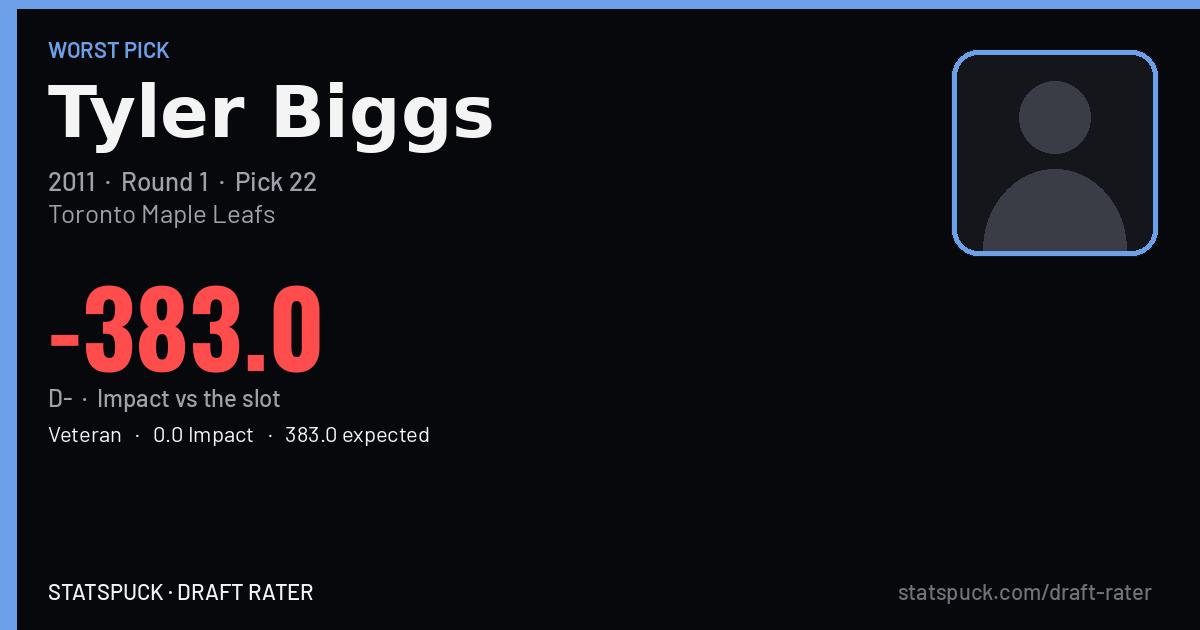 WORST PICK
Tyler Biggs
2011 · Round 1 · Pick 22
Toronto Maple Leafs
-383.0
D- · Impact vs the slot
Veteran · 0.0 Impact · 383.0 expected
STATSPUCK · DRAFT RATER
statspuck.com/draft-rater